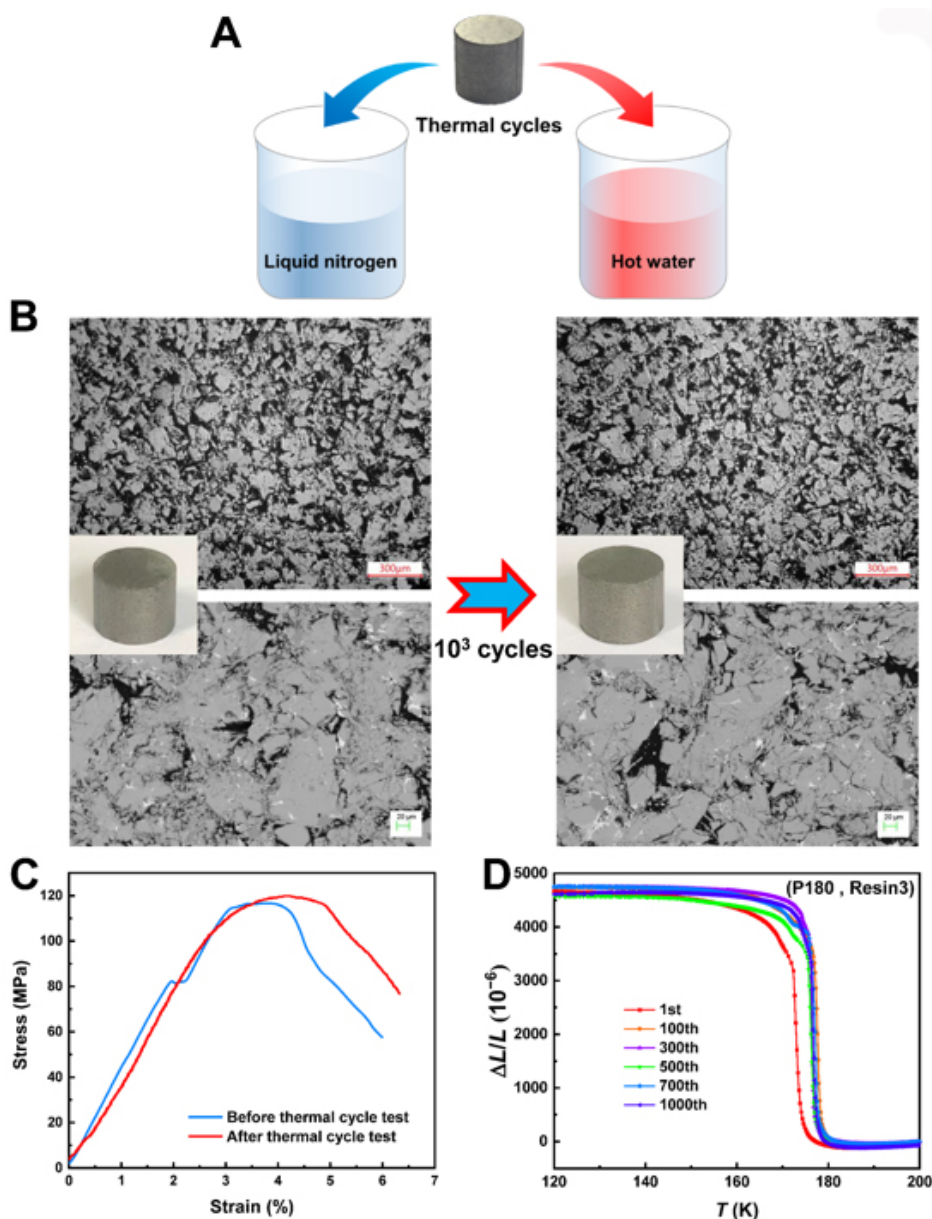 A
Thermal cycles
Liquid nitrogen
Hot water
B
300μm
300μm
10³ cycles
20 μm
20 μm
C
Stress (MPa)
140
120
100
80
60
40
20
0
Before thermal cycle test
After thermal cycle test
0 1 2 3 4 5 6 7
Strain (%)
D
(P180 , Resin3)
ΔL/L (10⁻⁶)
5000
4000
3000
2000
1000
0
1st
100th
300th
500th
700th
1000th
120 140 160 180 200
T (K)